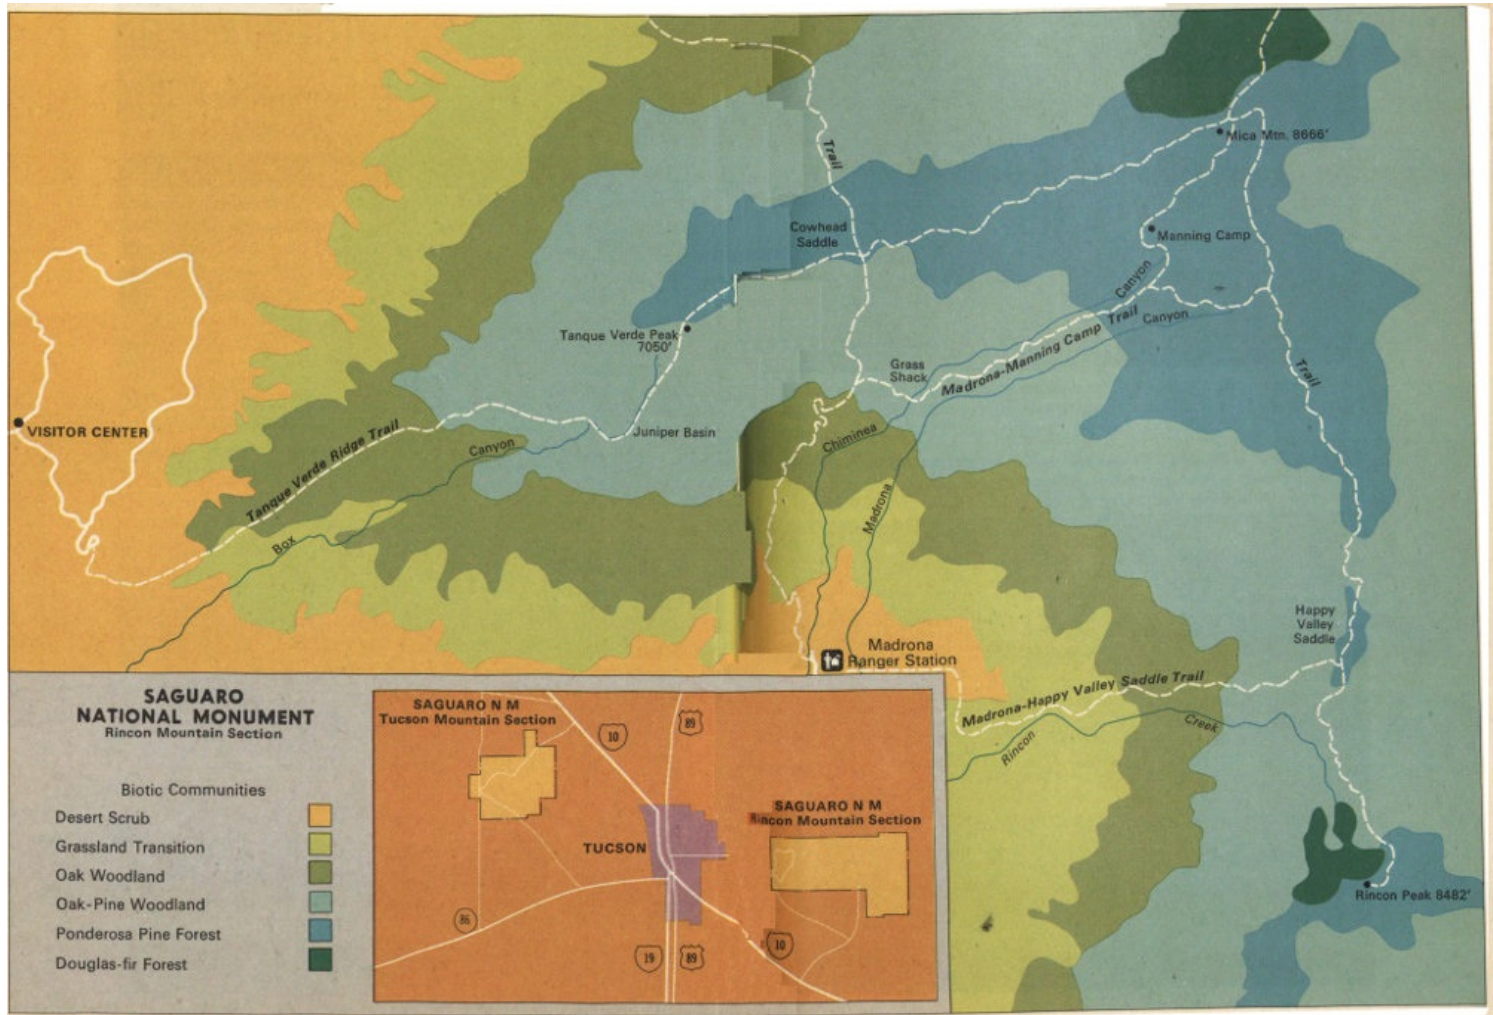 Trail
Mica Mtn. 8666'
Cowhead
Saddle
Manning Camp
Canyon
Tanque Verde Peak
7050'
Canyon
Grass
Shack
Madrona-Manning Camp Trail
Trail
VISITOR CENTER
Tanque Verde Ridge Trail
Canyon
Juniper Basin
Chiminea
Madrona
Box
Happy
Valley
Saddle
Madrona
Ranger Station
Madrona-Happy Valley Saddle Trail
Rincon
Creek
Rincon Peak 8482'
SAGUARO
NATIONAL MONUMENT
Rincon Mountain Section
Biotic Communities
Desert Scrub
Grassland Transition
Oak Woodland
Oak-Pine Woodland
Ponderosa Pine Forest
Douglas-fir Forest
SAGUARO N M
Tucson Mountain Section
10
89
TUCSON
SAGUARO N M
Rincon Mountain Section
86
19
89
10